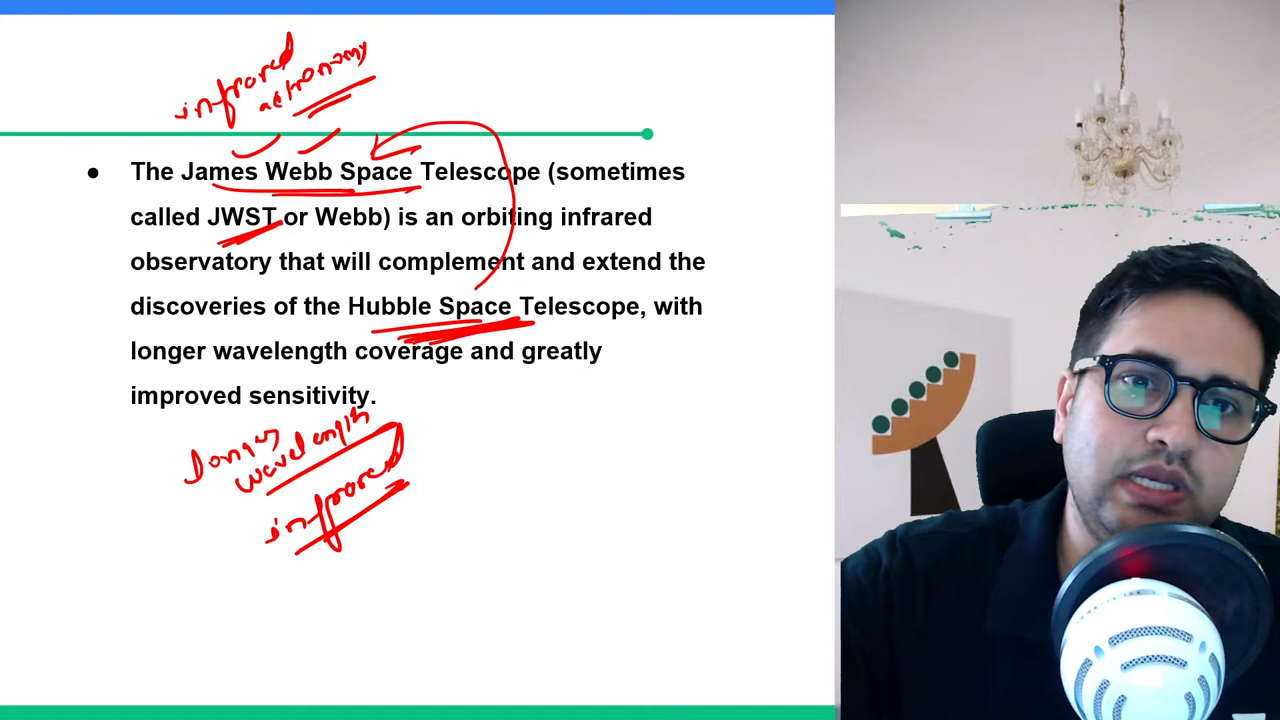 infrared
astronomy
● The James Webb Space Telescope (sometimes
called JWST or Webb) is an orbiting infrared
observatory that will complement and extend the
discoveries of the Hubble Space Telescope, with
longer wavelength coverage and greatly
improved sensitivity.
longer
wavelength
infrared